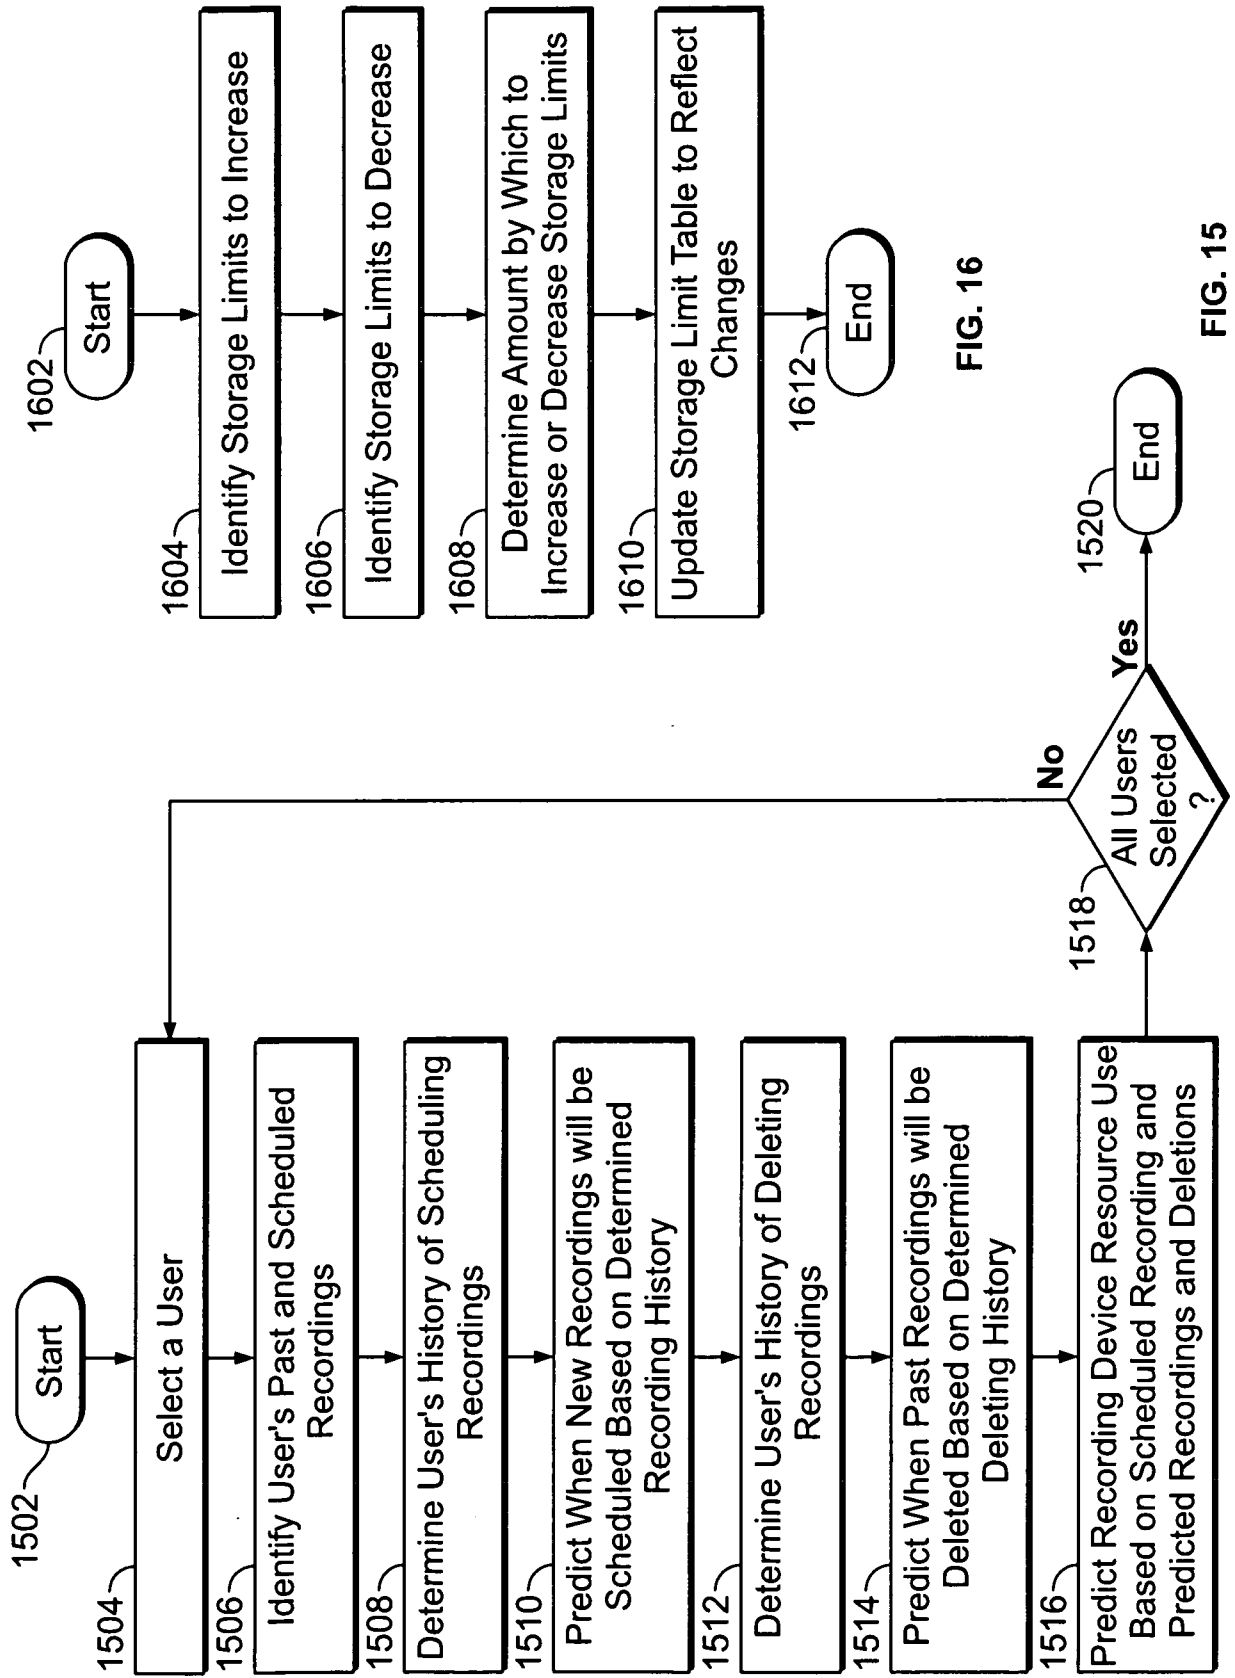 1502
Start
1504
Select a User
1506
Identify User's Past and Scheduled
Recordings
1508
Determine User's History of Scheduling
Recordings
1510
Predict When New Recordings will be
Scheduled Based on Determined
Recording History
1512
Determine User's History of Deleting
Recordings
1514
Predict When Past Recordings will be
Deleted Based on Determined
Deleting History
1516
Predict Recording Device Resource Use
Based on Scheduled Recording and
Predicted Recordings and Deletions
1518
All Users
Selected
?
No
Yes
1520
End
FIG. 15
1602
Start
1604
Identify Storage Limits to Increase
1606
Identify Storage Limits to Decrease
1608
Determine Amount by Which to
Increase or Decrease Storage Limits
1610
Update Storage Limit Table to Reflect
Changes
1612
End
FIG. 16